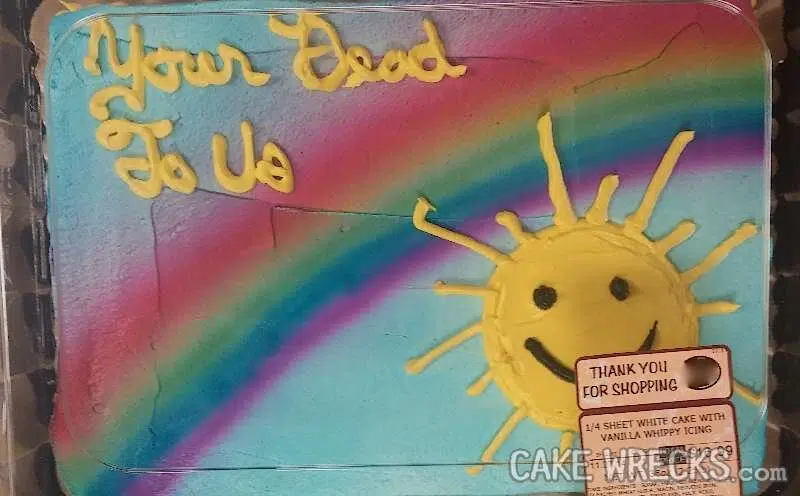 Your Dead
To Us
THANK YOU
FOR SHOPPING
1/4 SHEET WHITE CAKE WITH
VANILLA WHIPPY ICING
CAKE WRECKS.com